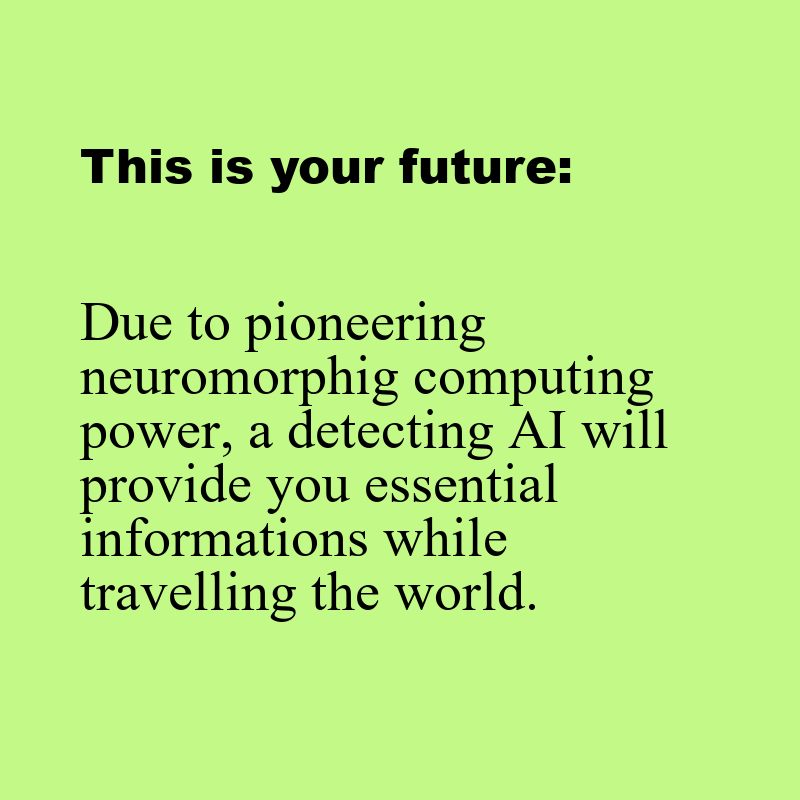 This is your future:
Due to pioneering
neuromorphig computing
power, a detecting AI will
provide you essential
informations while
travelling the world.